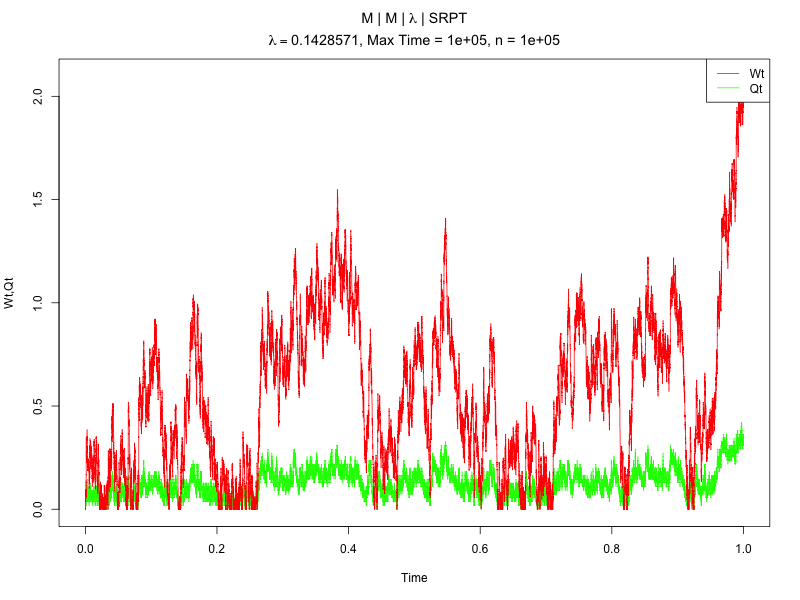 M | M | λ | SRPT
λ = 0.1428571, Max Time = 1e+05, n = 1e+05
Wt
Qt
2.0
1.5
1.0
0.5
0.0
Wt,Qt
0.0 0.2 0.4 0.6 0.8 1.0
Time